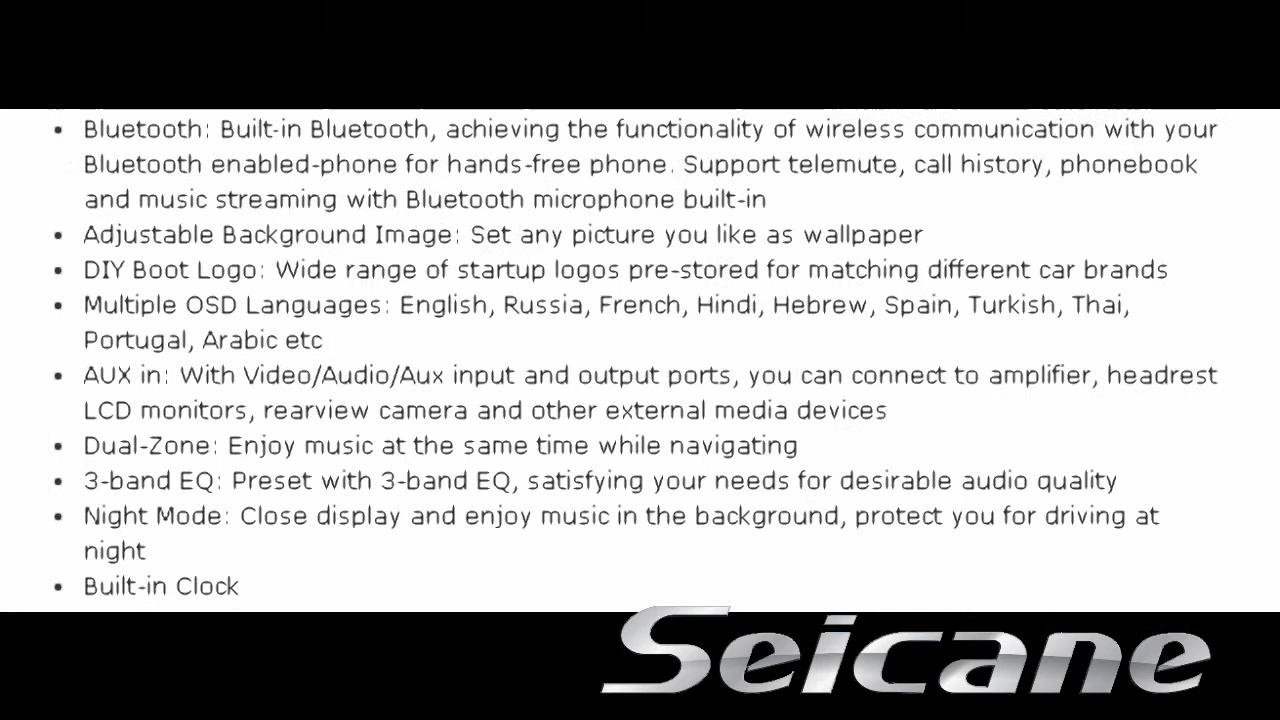 • Bluetooth: Built-in Bluetooth, achieving the functionality of wireless communication with your
Bluetooth enabled-phone for hands-free phone. Support telemute, call history, phonebook
and music streaming with Bluetooth microphone built-in
• Adjustable Background Image: Set any picture you like as wallpaper
• DIY Boot Logo: Wide range of startup logos pre-stored for matching different car brands
• Multiple OSD Languages: English, Russia, French, Hindi, Hebrew, Spain, Turkish, Thai,
Portugal, Arabic etc
• AUX in: With Video/Audio/Aux input and output ports, you can connect to amplifier, headrest
LCD monitors, rearview camera and other external media devices
• Dual-Zone: Enjoy music at the same time while navigating
• 3-band EQ: Preset with 3-band EQ, satisfying your needs for desirable audio quality
• Night Mode: Close display and enjoy music in the background, protect you for driving at
night
• Built-in Clock
Seicane